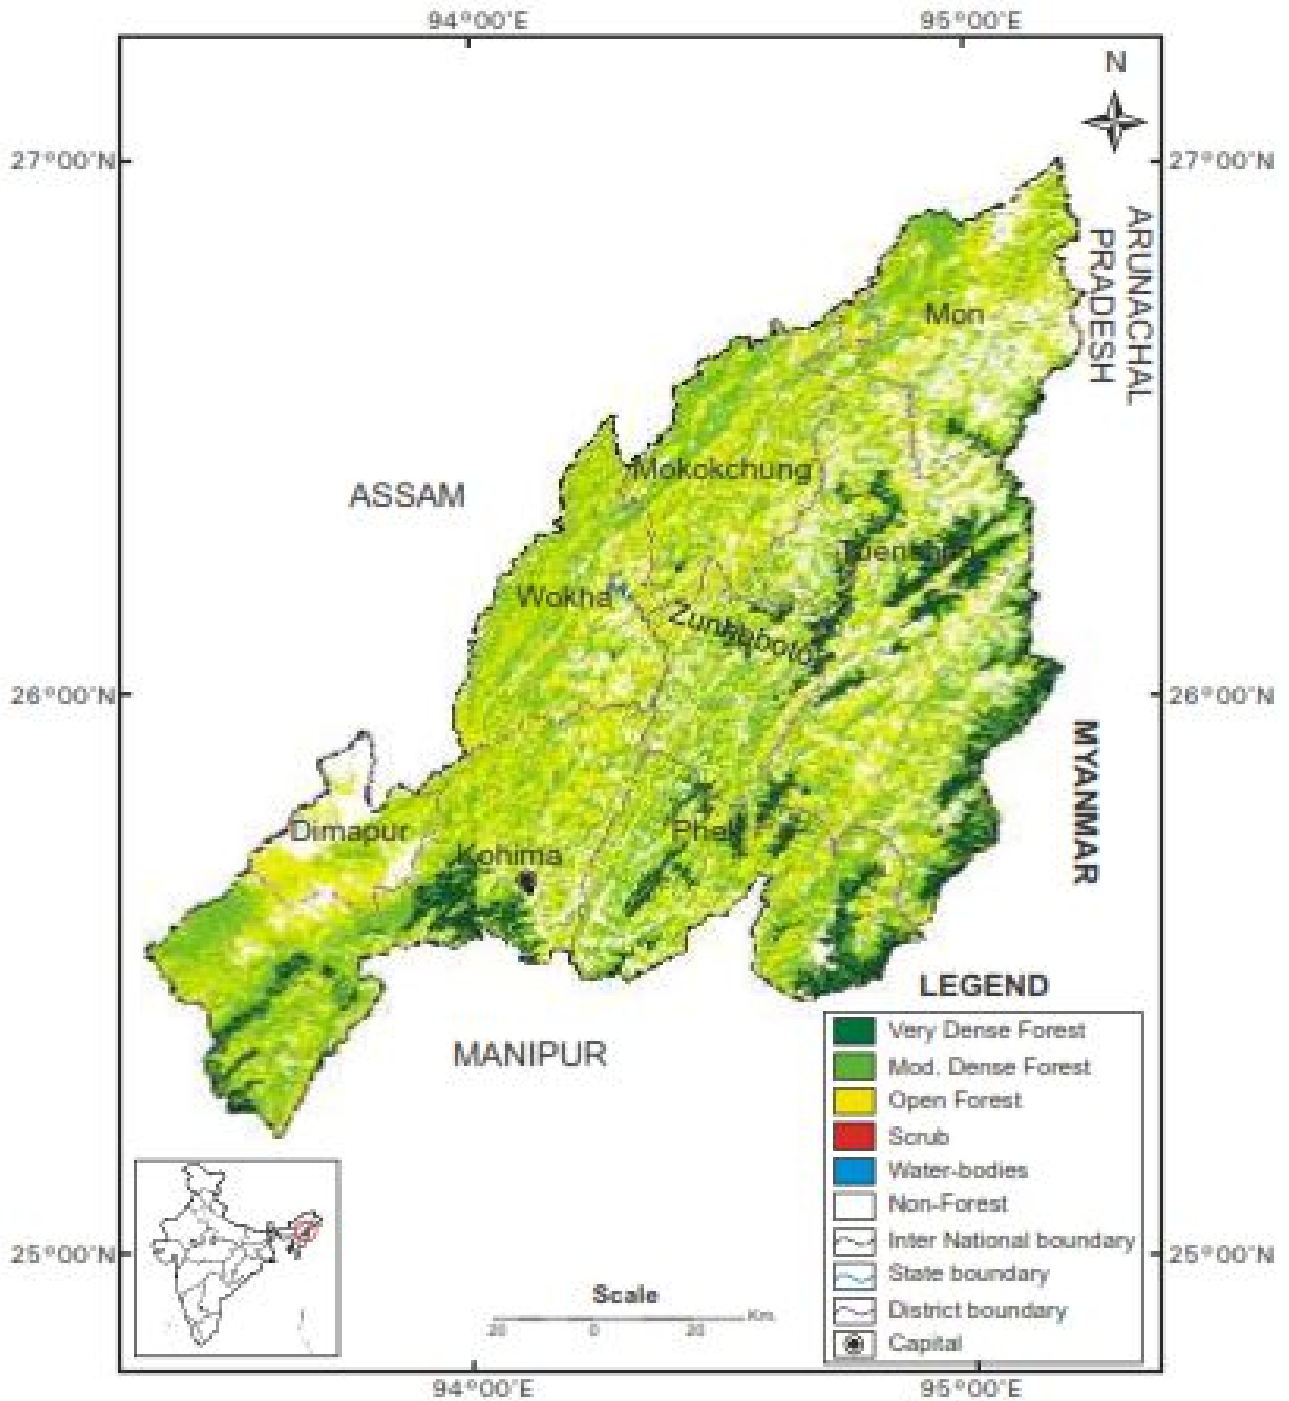 94°00'E 95°00'E
N
27°00'N 27°00'N
ARUNACHAL
PRADESH
Mon
Mokokchung
ASSAM
Wokha
26°00'N 26°00'N
MYANMAR
Dimapur
Kohima
LEGEND
Very Dense Forest
MANIPUR
Mod. Dense Forest
Open Forest
Scrub
Water-bodies
Non-Forest
Inter National boundary
25°00'N 25°00'N
State boundary
Scale
District boundary
20 0 20 Km.
Capital
94°00'E 95°00'E